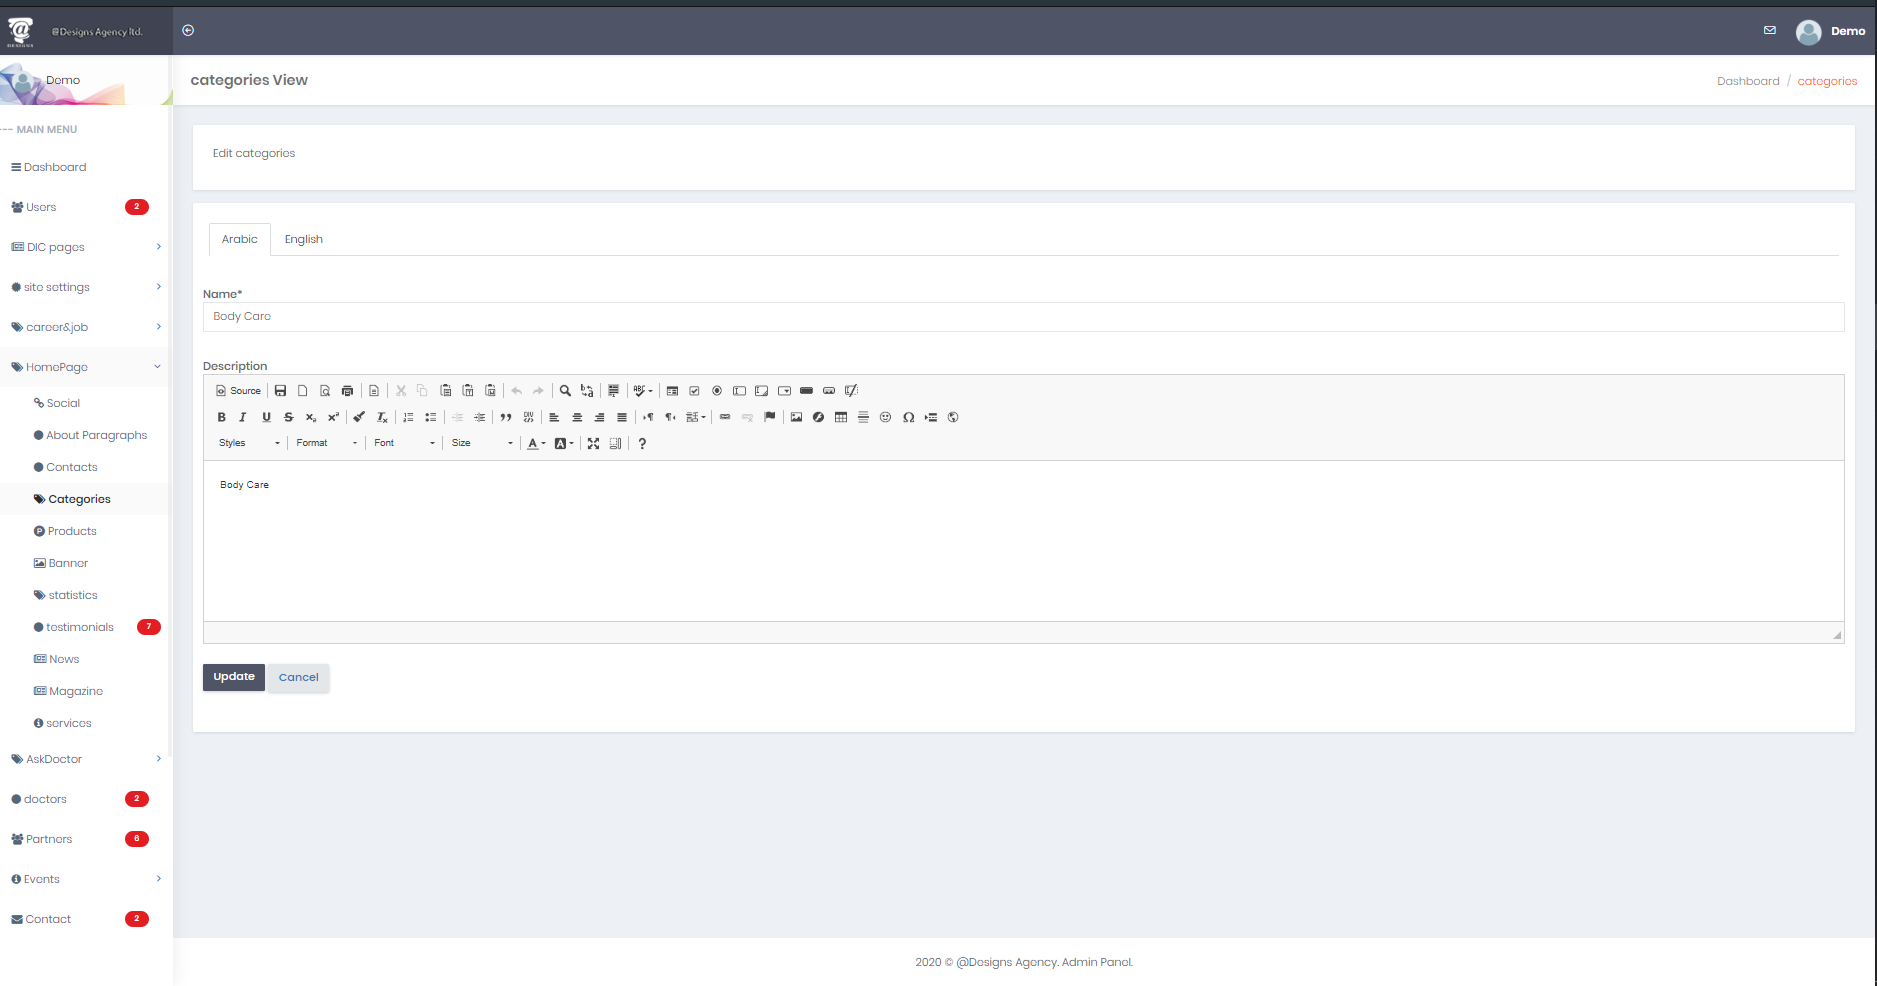 @Designs Agency ltd.
DESIGNS
Demo
Demo
categories View
Dashboard / categories
--- MAIN MENU
Dashboard
Users 2
DIC pages
site settings
career&job
HomePage
Social
About Paragraphs
Contacts
Categories
Products
Banner
statistics
testimonials 7
News
Magazine
services
AskDoctor
doctors 2
Partners 6
Events
Contact 2
Edit categories
Arabic English
Name*
Body Care
Description
Source
Styles Format Font Size
Body Care
Update Cancel
2020 © @Designs Agency. Admin Panel.